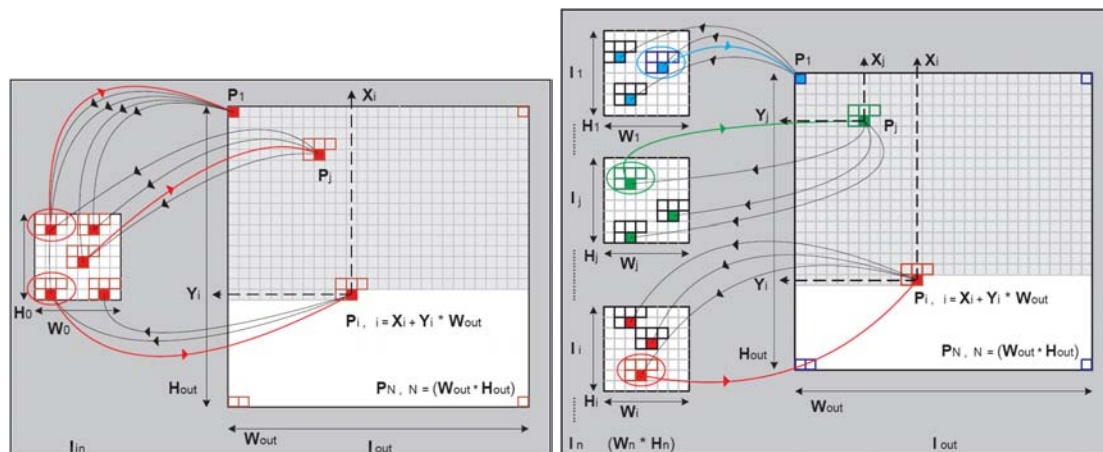 P1
Xi
Pj
Yi
H0
W0
Pi , i = Xi + Yi * Wout
Hout
PN , N = (Wout * Hout)
Wout
Iin
Iout
P1
Xj
Xi
I1
H1
W1
Yj
Pj
Ij
Hj
Wj
Yi
Pi , i = Xi + Yi * Wout
Ii
Hout
PN , N = (Wout * Hout)
Hi
Wi
Wout
In (Wn * Hn)
Iout